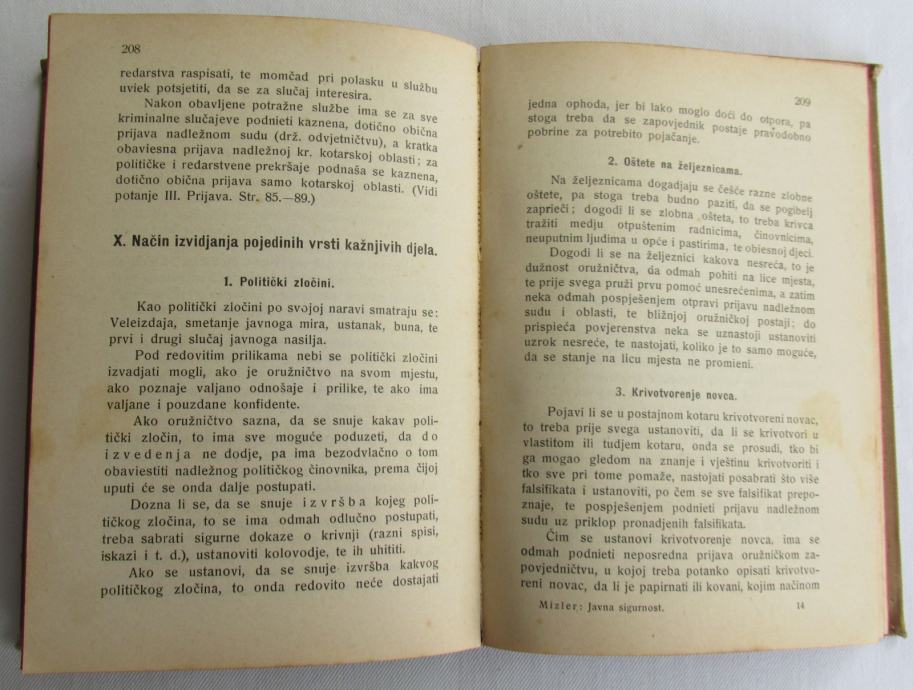 208
redarstva raspisati, te momčad pri polasku u službu
uviek potsjetiti, da se za slučaj interesira.
Nakon obavljene potražne službe ima se za sve
kriminalne slučajeve podnieti kaznena, dotično obična
prijava nadležnom sudu (drž. odvjetničtvu), a kratka
obaviesna prijava nadležnoj kr. kotarskoj oblasti; za
političke i redarstvene prekršaje podnaša se kaznena,
dotično obična prijava samo kotarskoj oblasti. (Vidi
potanje III. Prijava. Str. 85.—89.)
X. Način izvidjanja pojedinih vrsti kažnjivih djela.
1. Politički zločini.
Kao politički zločini po svojoj naravi smatraju se:
Veleizdaja, smetanje javnoga mira, ustanak, buna, te
prvi i drugi slučaj javnoga nasilja.
Pod redovitim prilikama nebi se politički zločini
izvadjati mogli, ako je oružničtvo na svom mjestu,
ako poznaje valjano odnošaje i prilike, te ako ima
valjane i pouzdane konfidente.
Ako oružničtvo sazna, da se snuje kakav poli-
tički zločin, to ima sve moguće poduzeti, da do
izvedenja ne dodje, pa ima bezodvlačno o tom
obaviestiti nadležnog političkog činovnika, prema čijoj
uputi će se onda dalje postupati.
Dozna li se, da se snuje izvršba kojeg poli-
tičkog zločina, to se ima odmah odlučno postupati,
treba sabrati sigurne dokaze o krivnji (razni spisi,
iskazi i t. d.), ustanoviti kolovodje, te ih uhititi.
Ako se ustanovi, da se snuje izvršba kakvog
političkog zločina, to onda redovito neće dostajati
209
jedna ophoda, jer bi lako moglo doći do otpora, pa
stoga treba da se zapovjednik postaje pravodobno
pobrine za potrebito pojačanje.
2. Oštete na željeznicama.
Na željeznicama dogadjaju se češće razne zlobne
oštete, pa stoga treba budno paziti, da se pogibelj
zaprieči; dogodi li se zlobna ošteta, to treba krivca
tražiti medju otpuštenim radnicima, činovnicima,
neuputnim ljudima u opće i pastirima, te obiesnoj djeci.
Dogodi li se na željeznici kakova nesreća, to je
dužnost oružničtva, da odmah pohiti na lice mjesta,
te prije svega pruži prvu pomoć unesrećenima, a zatim
neka odmah pospješenjem otpravi prijavu nadležnom
sudu i oblasti, te bližnjoj oružničkoj postaji; do
prispieća povjerenstva neka se uznastoji ustanoviti
uzrok nesreće, te nastojati, koliko je to samo moguće,
da se stanje na licu mjesta ne promieni.
3. Krivotvorenje novca.
Pojavi li se u postajnom kotaru krivotvoreni novac,
to treba prije svega ustanoviti, da li se krivotvori u
vlastitom ili tudjem kotaru, onda se prosudi, tko bi
ga mogao gledom na znanje i vještinu krivotvoriti i
tko sve pri tome pomaže, nastojati posabrati što više
falsifikata i ustanoviti, po čem se sve falsifikat prepo-
znaje, te pospješenjem podnieti prijavu nadležnom
sudu uz priklop pronadjenih falsifikata.
Čim se ustanovi krivotvorenje novca, ima se
odmah podnieti neposredna prijava oružničkom za-
povjedničtvu, u kojoj treba potanko opisati krivotvo-
reni novac, da li je papirnati ili kovani, kojim načinom
Mizler: Javna sigurnost. 14